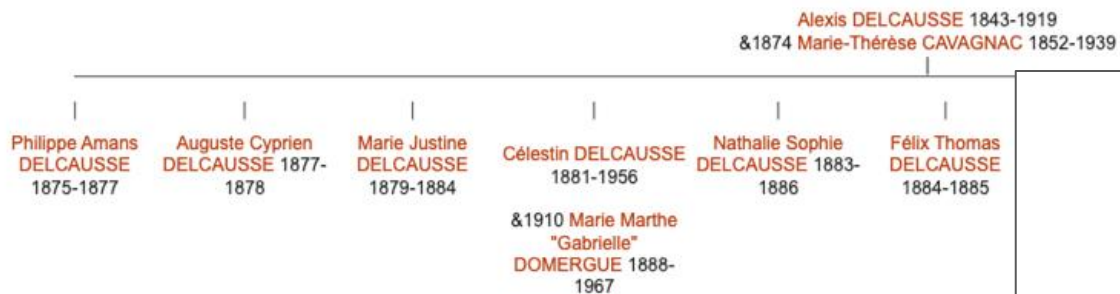 Alexis DELCAUSSE 1843-1919
&1874 Marie-Thérèse CAVAGNAC 1852-1939
Philippe Amans
DELCAUSSE
1875-1877
Auguste Cyprien
DELCAUSSE 1877-
1878
Marie Justine
DELCAUSSE
1879-1884
Célestin DELCAUSSE
1881-1956
&1910 Marie Marthe
"Gabrielle"
DOMERGUE 1888-
1967
Nathalie Sophie
DELCAUSSE 1883-
1886
Félix Thomas
DELCAUSSE
1884-1885